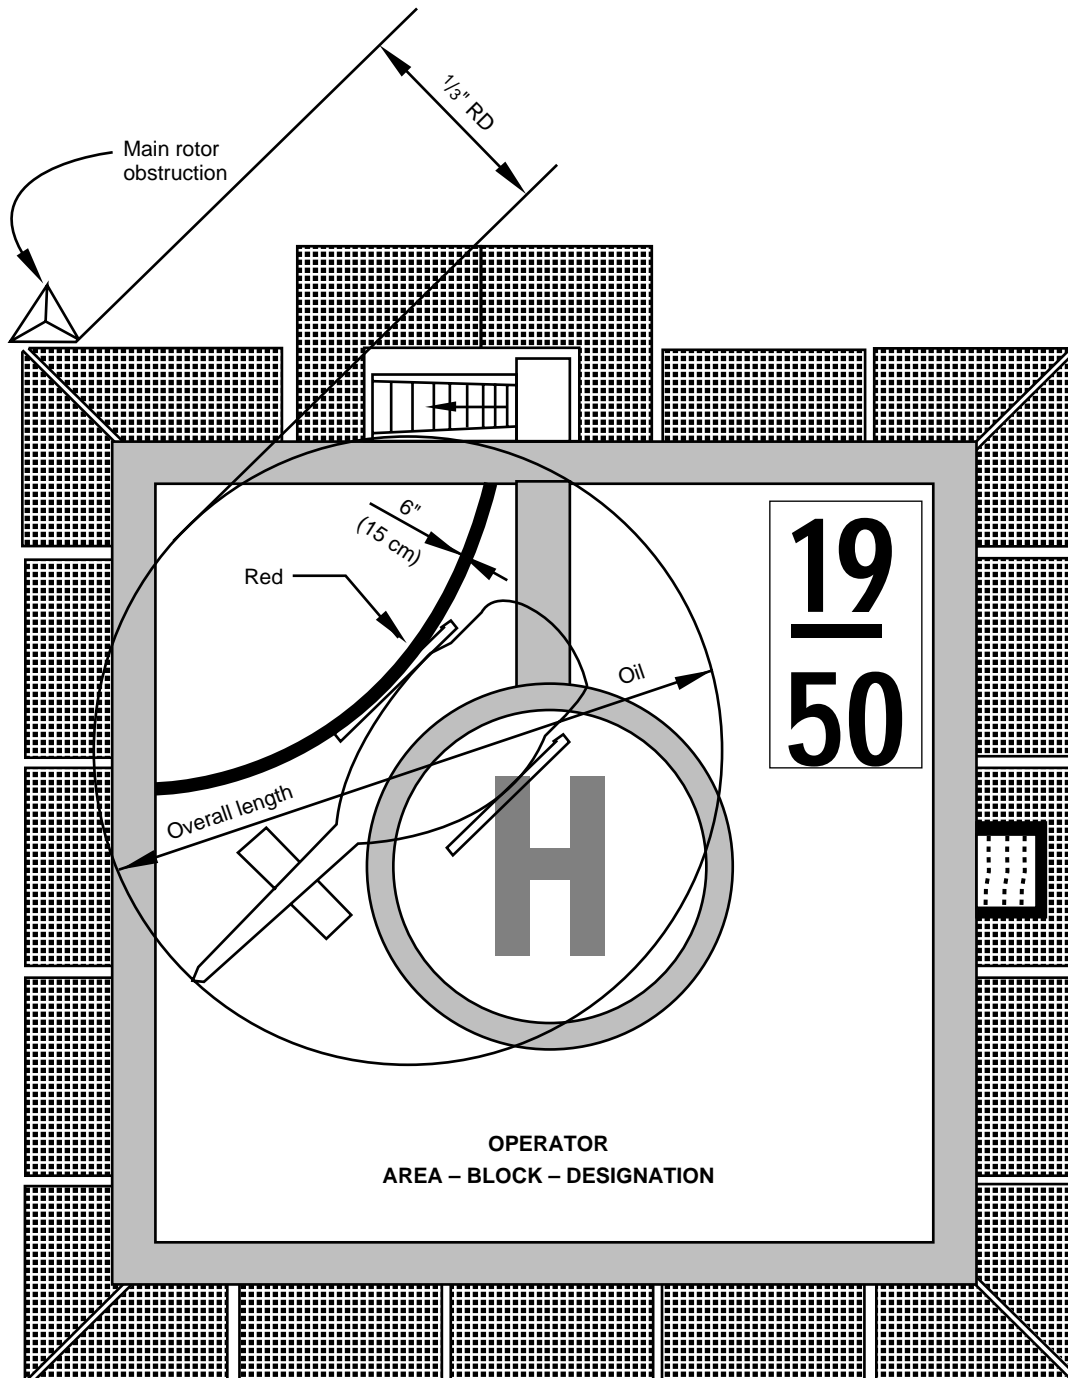 1/3" RD
Main rotor
obstruction
6"
(15 cm)
Red
19
50
Oil
Overall length
H
OPERATOR
AREA – BLOCK – DESIGNATION